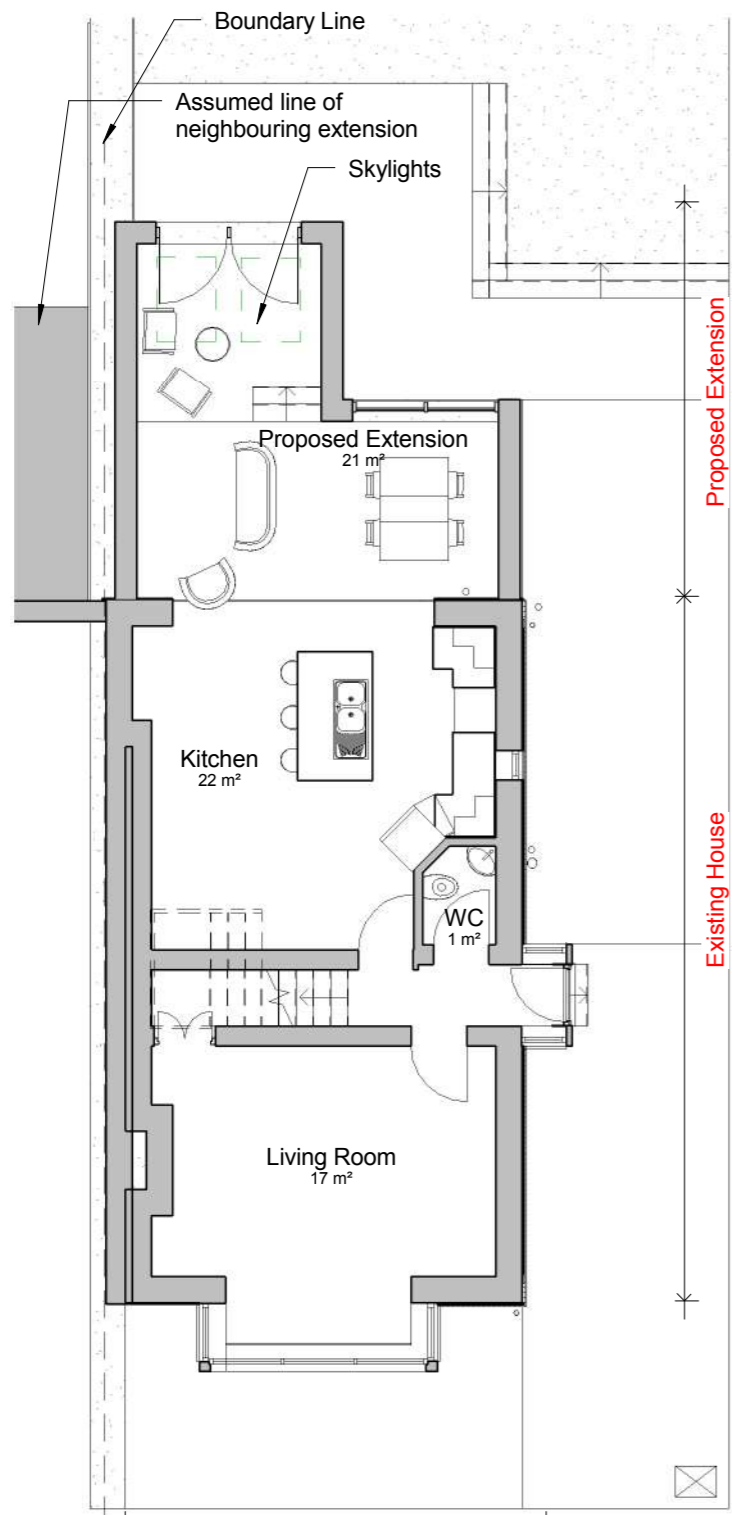 Boundary Line
Assumed line of
neighbouring extension
Skylights
Proposed Extension
21 m²
Proposed Extension
Kitchen
22 m²
WC
1 m²
Existing House
Living Room
17 m²